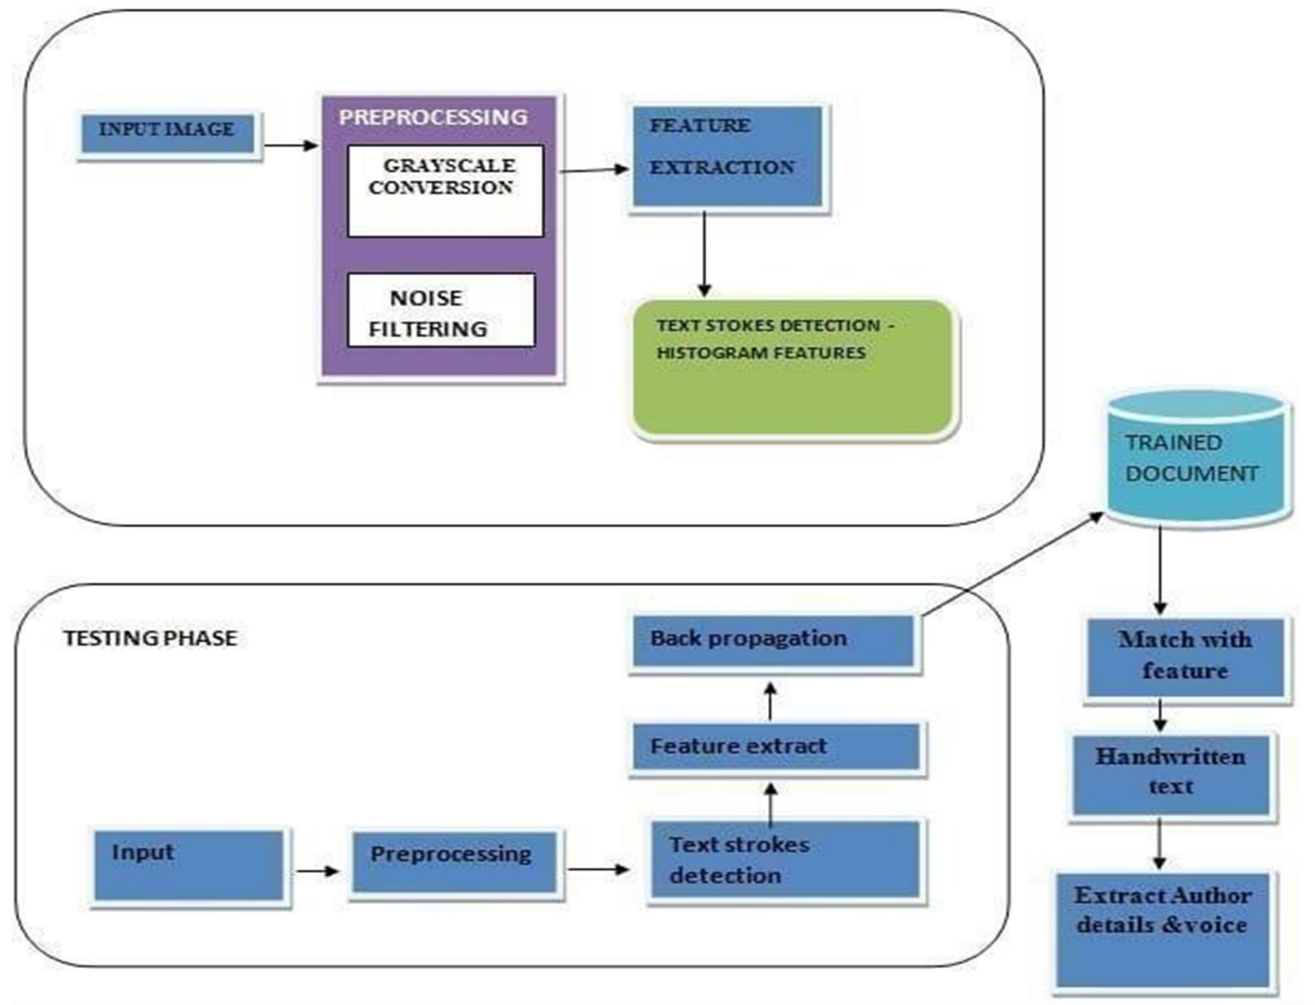 INPUT IMAGE
PREPROCESSING
GRAYSCALE
CONVERSION
NOISE
FILTERING
FEATURE
EXTRACTION
TEXT STOKES DETECTION -
HISTOGRAM FEATURES
TRAINED
DOCUMENT
TESTING PHASE
Input
Preprocessing
Text strokes
detection
Feature extract
Back propagation
Match with
feature
Handwritten
text
Extract Author
details &voice